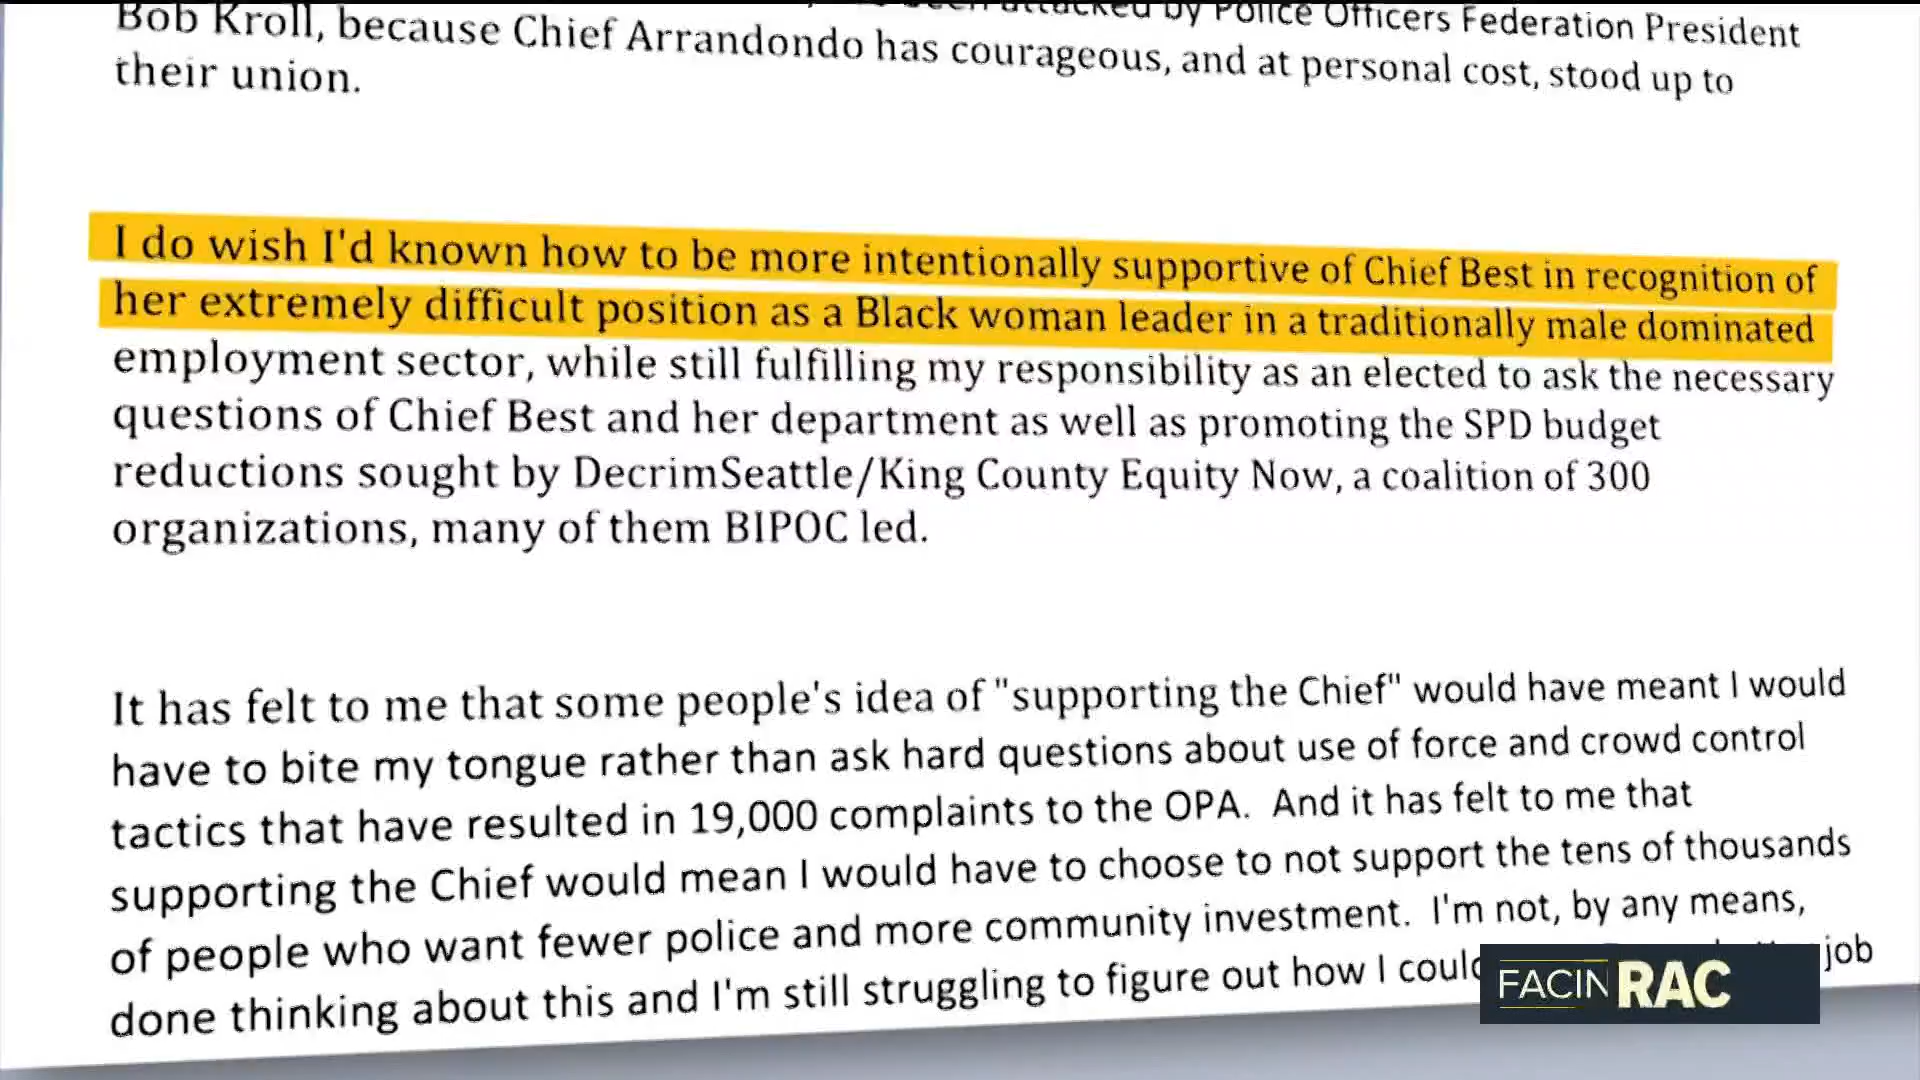 attacked by Police Officers Federation President
Bob Kroll, because Chief Arrandondo has courageous, and at personal cost, stood up to
their union.
I do wish I'd known how to be more intentionally supportive of Chief Best in recognition of
her extremely difficult position as a Black woman leader in a traditionally male dominated
employment sector, while still fulfilling my responsibility as an elected to ask the necessary
questions of Chief Best and her department as well as promoting the SPD budget
reductions sought by DecrimSeattle/King County Equity Now, a coalition of 300
organizations, many of them BIPOC led.
It has felt to me that some people's idea of "supporting the Chief" would have meant I would
have to bite my tongue rather than ask hard questions about use of force and crowd control
tactics that have resulted in 19,000 complaints to the OPA. And it has felt to me that
supporting the Chief would mean I would have to choose to not support the tens of thousands
of people who want fewer police and more community investment. I'm not, by any means,
done thinking about this and I'm still struggling to figure out how I could job
FACIN RAC